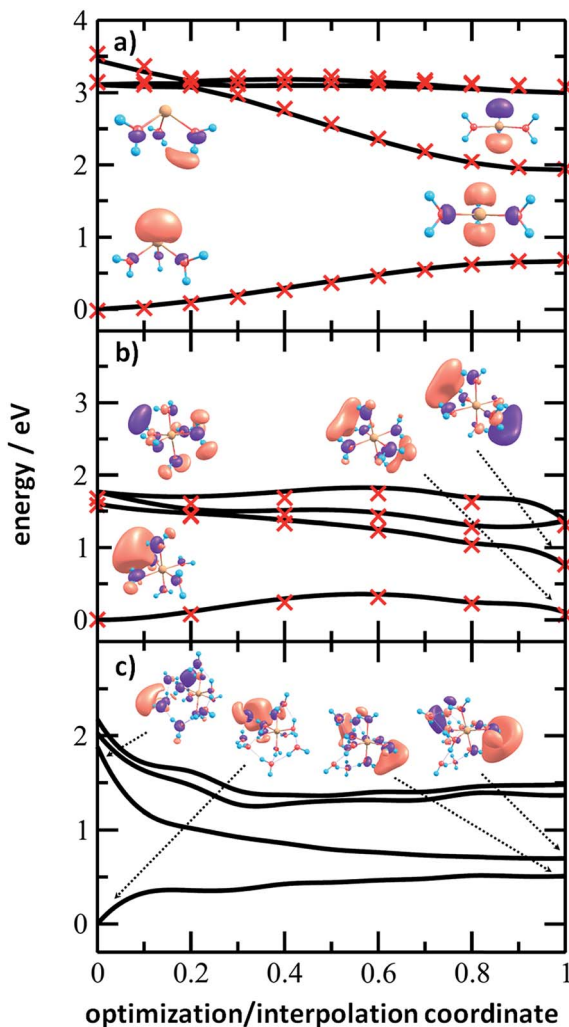 a)
4
3
2
1
0
b)
3
2
1
0
energy / eV
c)
2
1
0
0 0.2 0.4 0.6 0.8 1
optimization/interpolation coordinate